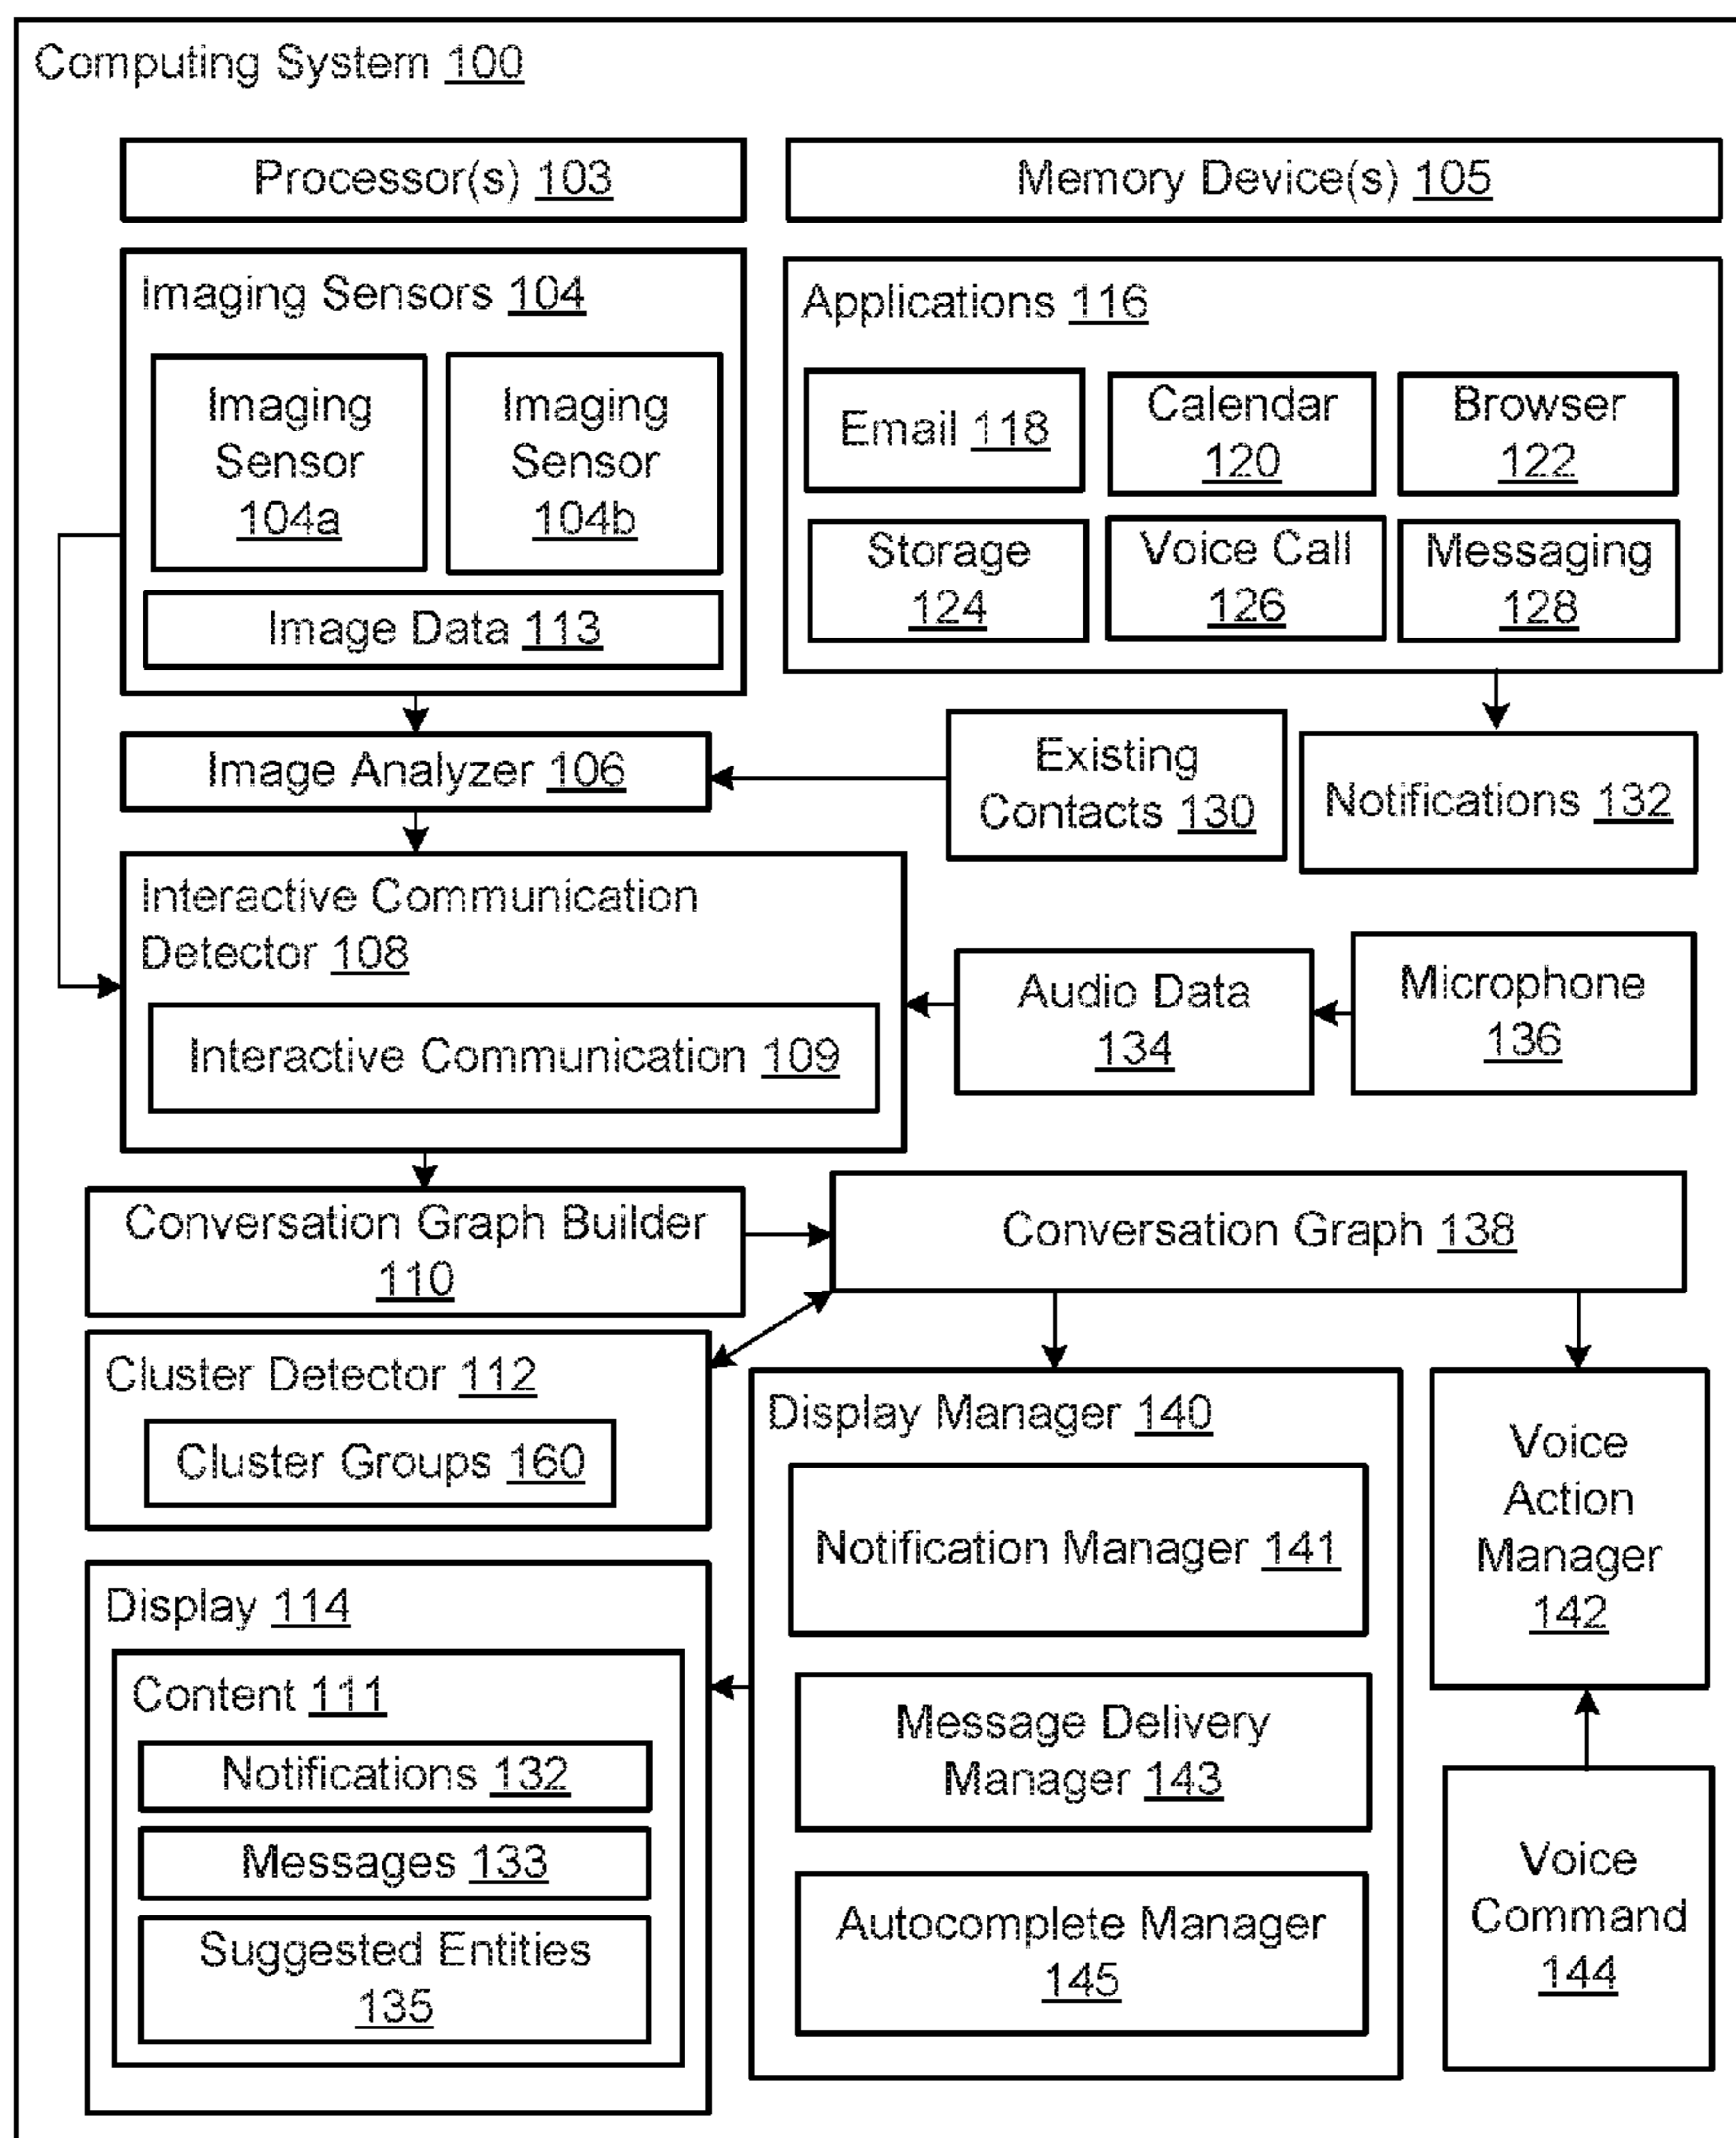 Computing System 100
Processor(s) 103
Memory Device(s) 105
Imaging Sensors 104
Imaging
Sensor
104a
Imaging
Sensor
104b
Image Data 113
Applications 116
Email 118
Calendar
120
Browser
122
Storage
124
Voice Call
126
Messaging
128
Image Analyzer 106
Existing
Contacts 130
Notifications 132
Interactive Communication
Detector 108
Interactive Communication 109
Audio Data
134
Microphone
136
Conversation Graph Builder
110
Conversation Graph 138
Cluster Detector 112
Cluster Groups 160
Display Manager 140
Notification Manager 141
Message Delivery
Manager 143
Autocomplete Manager
145
Voice
Action
Manager
142
Display 114
Content 111
Notifications 132
Messages 133
Suggested Entities
135
Voice
Command
144